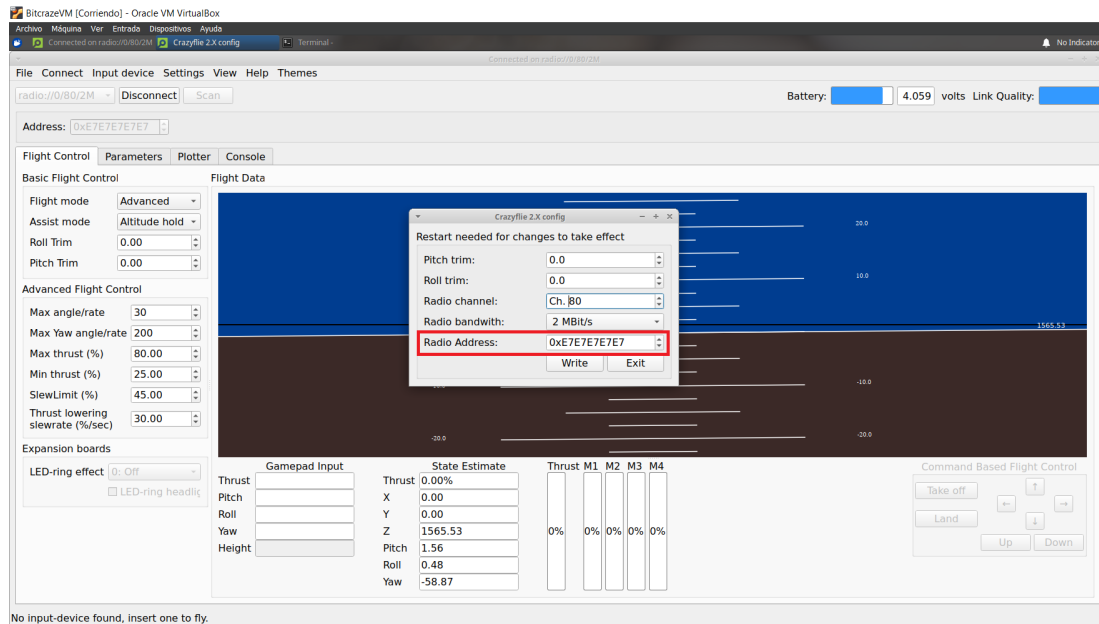 BitcrazeVM [Corriendo] - Oracle VM VirtualBox
Archivo Máquina Ver Entrada Dispositivos Ayuda
Connected on radio://0/80/2M Crazyflie 2.X config Terminal - No Indicator
Connected on radio://0/80/2M
File Connect Input device Settings View Help Themes
radio://0/80/2M Disconnect Scan Battery: 4.059 volts Link Quality:
Address: 0xE7E7E7E7E7
Flight Control Parameters Plotter Console
Basic Flight Control
Flight mode Advanced
Assist mode Altitude hold
Roll Trim 0.00
Pitch Trim 0.00
Advanced Flight Control
Max angle/rate 30
Max Yaw angle/rate 200
Max thrust (%) 80.00
Min thrust (%) 25.00
SlewLimit (%) 45.00
Thrust lowering
slewrate (%/sec) 30.00
Expansion boards
LED-ring effect 0: Off
LED-ring headlig
Flight Data
20.0
10.0
1565.53
-10.0
-20.0 -20.0
Crazyflie 2.X config
Restart needed for changes to take effect
Pitch trim: 0.0
Roll trim: 0.0
Radio channel: Ch. 80
Radio bandwith: 2 MBit/s
Radio Address: 0xE7E7E7E7E7
Write Exit
Gamepad Input
Thrust
Pitch
Roll
Yaw
Height
State Estimate
Thrust 0.00%
X 0.00
Y 0.00
Z 1565.53
Pitch 1.56
Roll 0.48
Yaw -58.87
Thrust M1 M2 M3 M4
0% 0% 0% 0% 0%
Command Based Flight Control
Take off ↑
← →
Land ↓
Up Down
No input-device found, insert one to fly.